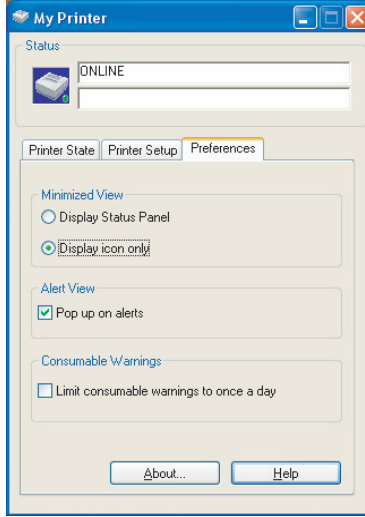 My Printer
Status
ONLINE
Printer State Printer Setup Preferences
Minimized View
Display Status Panel
Display icon only
Alert View
Pop up on alerts
Consumable Warnings
Limit consumable warnings to once a day
About... Help